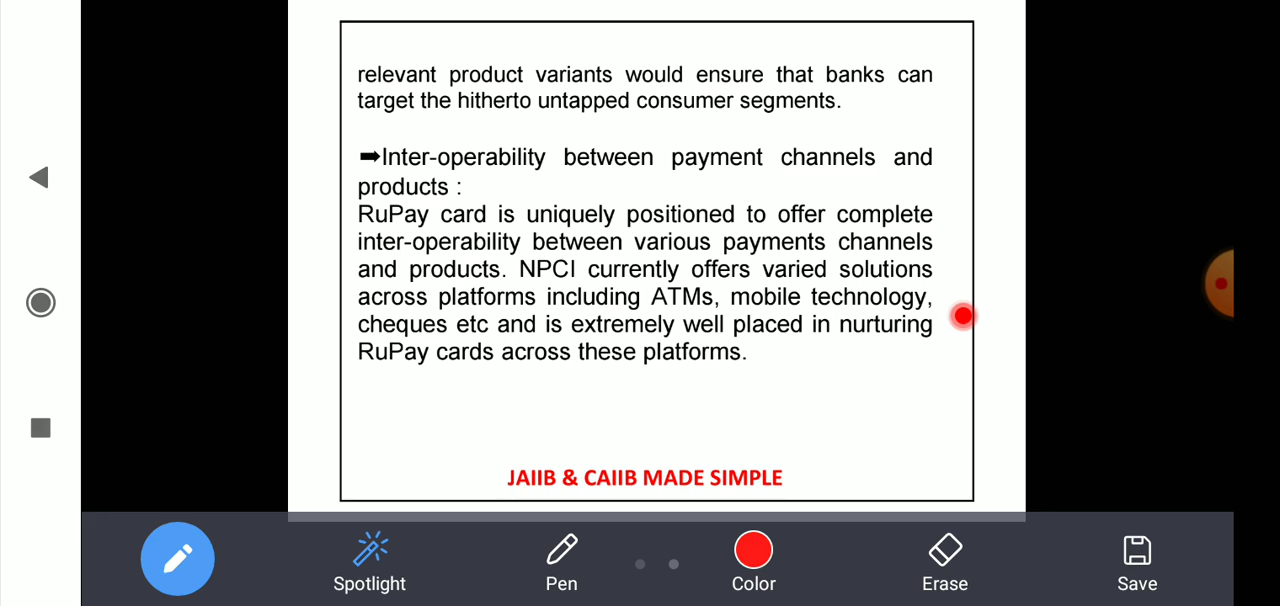 relevant product variants would ensure that banks can
target the hitherto untapped consumer segments.
➡Inter-operability between payment channels and
products :
RuPay card is uniquely positioned to offer complete
inter-operability between various payments channels
and products. NPCI currently offers varied solutions
across platforms including ATMs, mobile technology,
cheques etc and is extremely well placed in nurturing
RuPay cards across these platforms.
JAIIB & CAIIB MADE SIMPLE
Spotlight Pen Color Erase Save